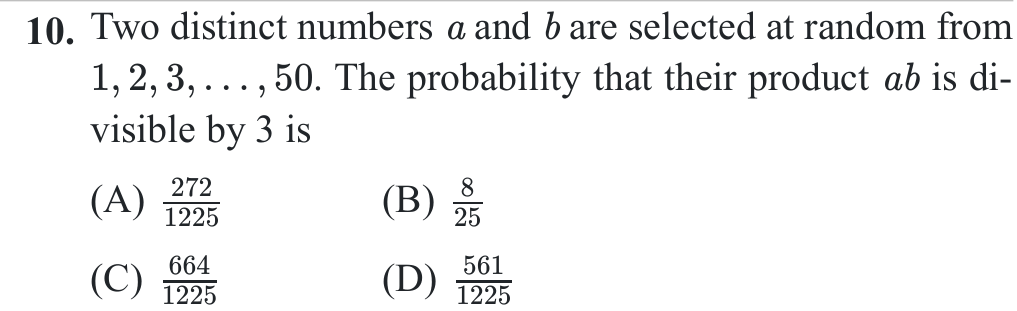 10. Two distinct numbers a and b are selected at random from
1, 2, 3, . . . , 50. The probability that their product ab is di-
visible by 3 is
(A) 272/1225 (B) 8/25
(C) 664/1225 (D) 561/1225